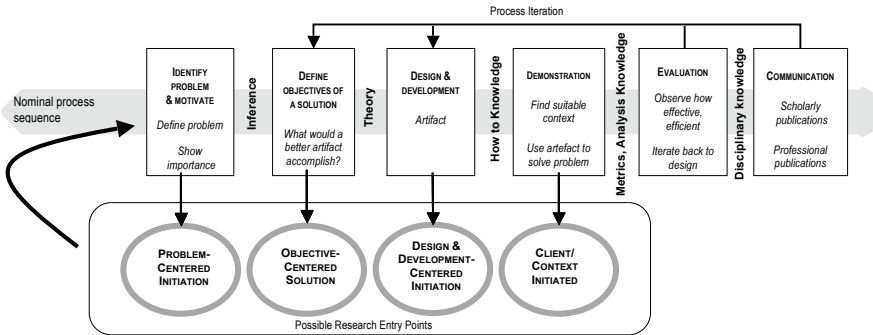 Process Iteration
Nominal process
sequence
IDENTIFY
PROBLEM
& MOTIVATE
Define problem
Show
importance
Inference
DEFINE
OBJECTIVES OF
A SOLUTION
What would a
better artifact
accomplish?
Theory
DESIGN &
DEVELOPMENT
Artifact
How to Knowledge
DEMONSTRATION
Find suitable
context
Use artefact to
solve problem
Metrics, Analysis Knowledge
EVALUATION
Observe how
effective,
efficient
Iterate back to
design
Disciplinary knowledge
COMMUNICATION
Scholarly
publications
Professional
publications
PROBLEM-
CENTERED
INITIATION
OBJECTIVE-
CENTERED
SOLUTION
DESIGN &
DEVELOPMENT-
CENTERED
INITIATION
CLIENT/
CONTEXT
INITIATED
Possible Research Entry Points